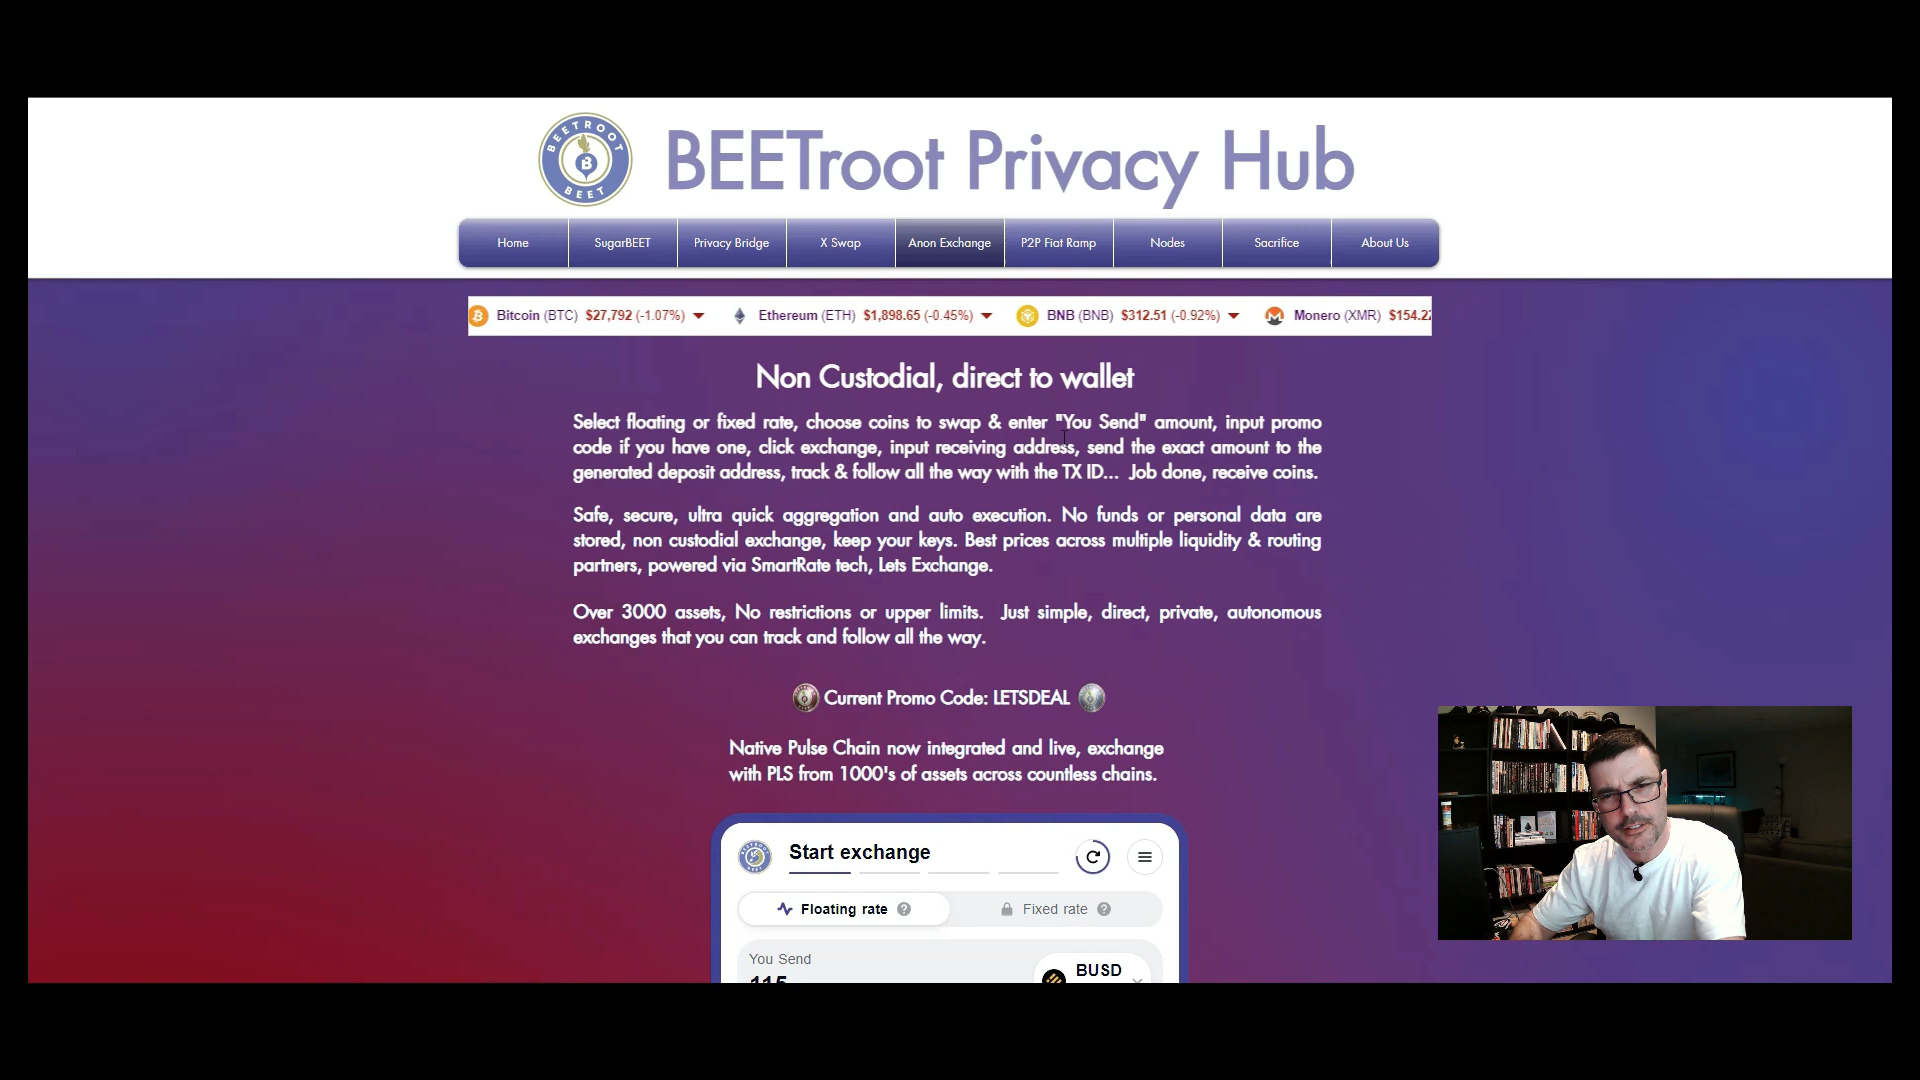 BEETROOT
B
BEET
BEETroot Privacy Hub
Home SugarBEET Privacy Bridge X Swap Anon Exchange P2P Fiat Ramp Nodes Sacrifice About Us
Bitcoin (BTC) $27,792 (-1.07%) Ethereum (ETH) $1,898.65 (-0.45%) BNB (BNB) $312.51 (-0.92%) Monero (XMR) $154.22
Non Custodial, direct to wallet
Select floating or fixed rate, choose coins to swap & enter "You Send" amount, input promo
code if you have one, click exchange, input receiving address, send the exact amount to the
generated deposit address, track & follow all the way with the TX ID... Job done, receive coins.
Safe, secure, ultra quick aggregation and auto execution. No funds or personal data are
stored, non custodial exchange, keep your keys. Best prices across multiple liquidity & routing
partners, powered via SmartRate tech, Lets Exchange.
Over 3000 assets, No restrictions or upper limits. Just simple, direct, private, autonomous
exchanges that you can track and follow all the way.
Current Promo Code: LETSDEAL
Native Pulse Chain now integrated and live, exchange
with PLS from 1000's of assets across countless chains.
Start exchange
Floating rate ? Fixed rate ?
You Send
115 BUSD